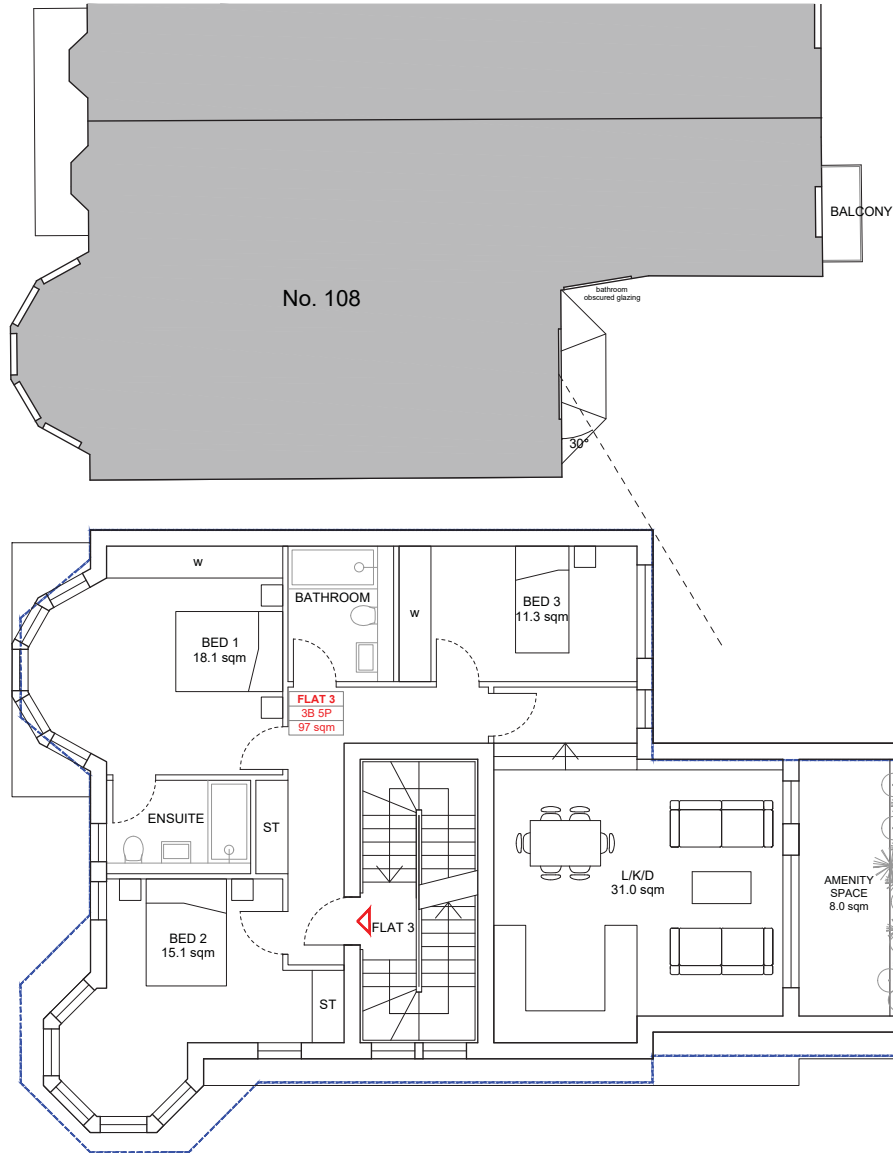 BALCONY
No. 108
bathroom
obscured glazing
30°
w
BATHROOM
w
BED 3
11.3 sqm
BED 1
18.1 sqm
FLAT 3
3B 5P
97 sqm
ENSUITE
ST
L/K/D
31.0 sqm
AMENITY
SPACE
8.0 sqm
BED 2
15.1 sqm
FLAT 3
ST